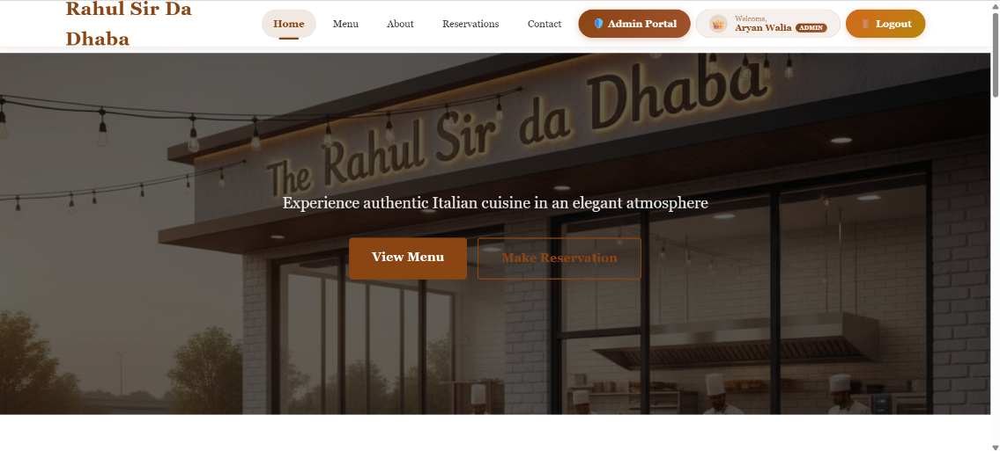 Rahul Sir Da
Dhaba
Home
Menu
About
Reservations
Contact
Admin Portal
Welcome,
Aryan Walia ADMIN
Logout
The Rahul Sir da Dhaba
Experience authentic Italian cuisine in an elegant atmosphere
View Menu
Make Reservation